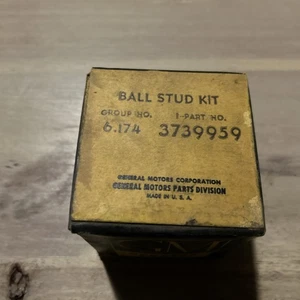 BALL STUD KIT
GROUP NO. 1-PART NO.
6.174 3739959
GENERAL MOTORS CORPORATION
GENERAL MOTORS PARTS DIVISION
MADE IN U. S. A.